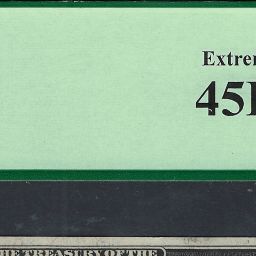 Extrem
45
THE TREASURY OF THE